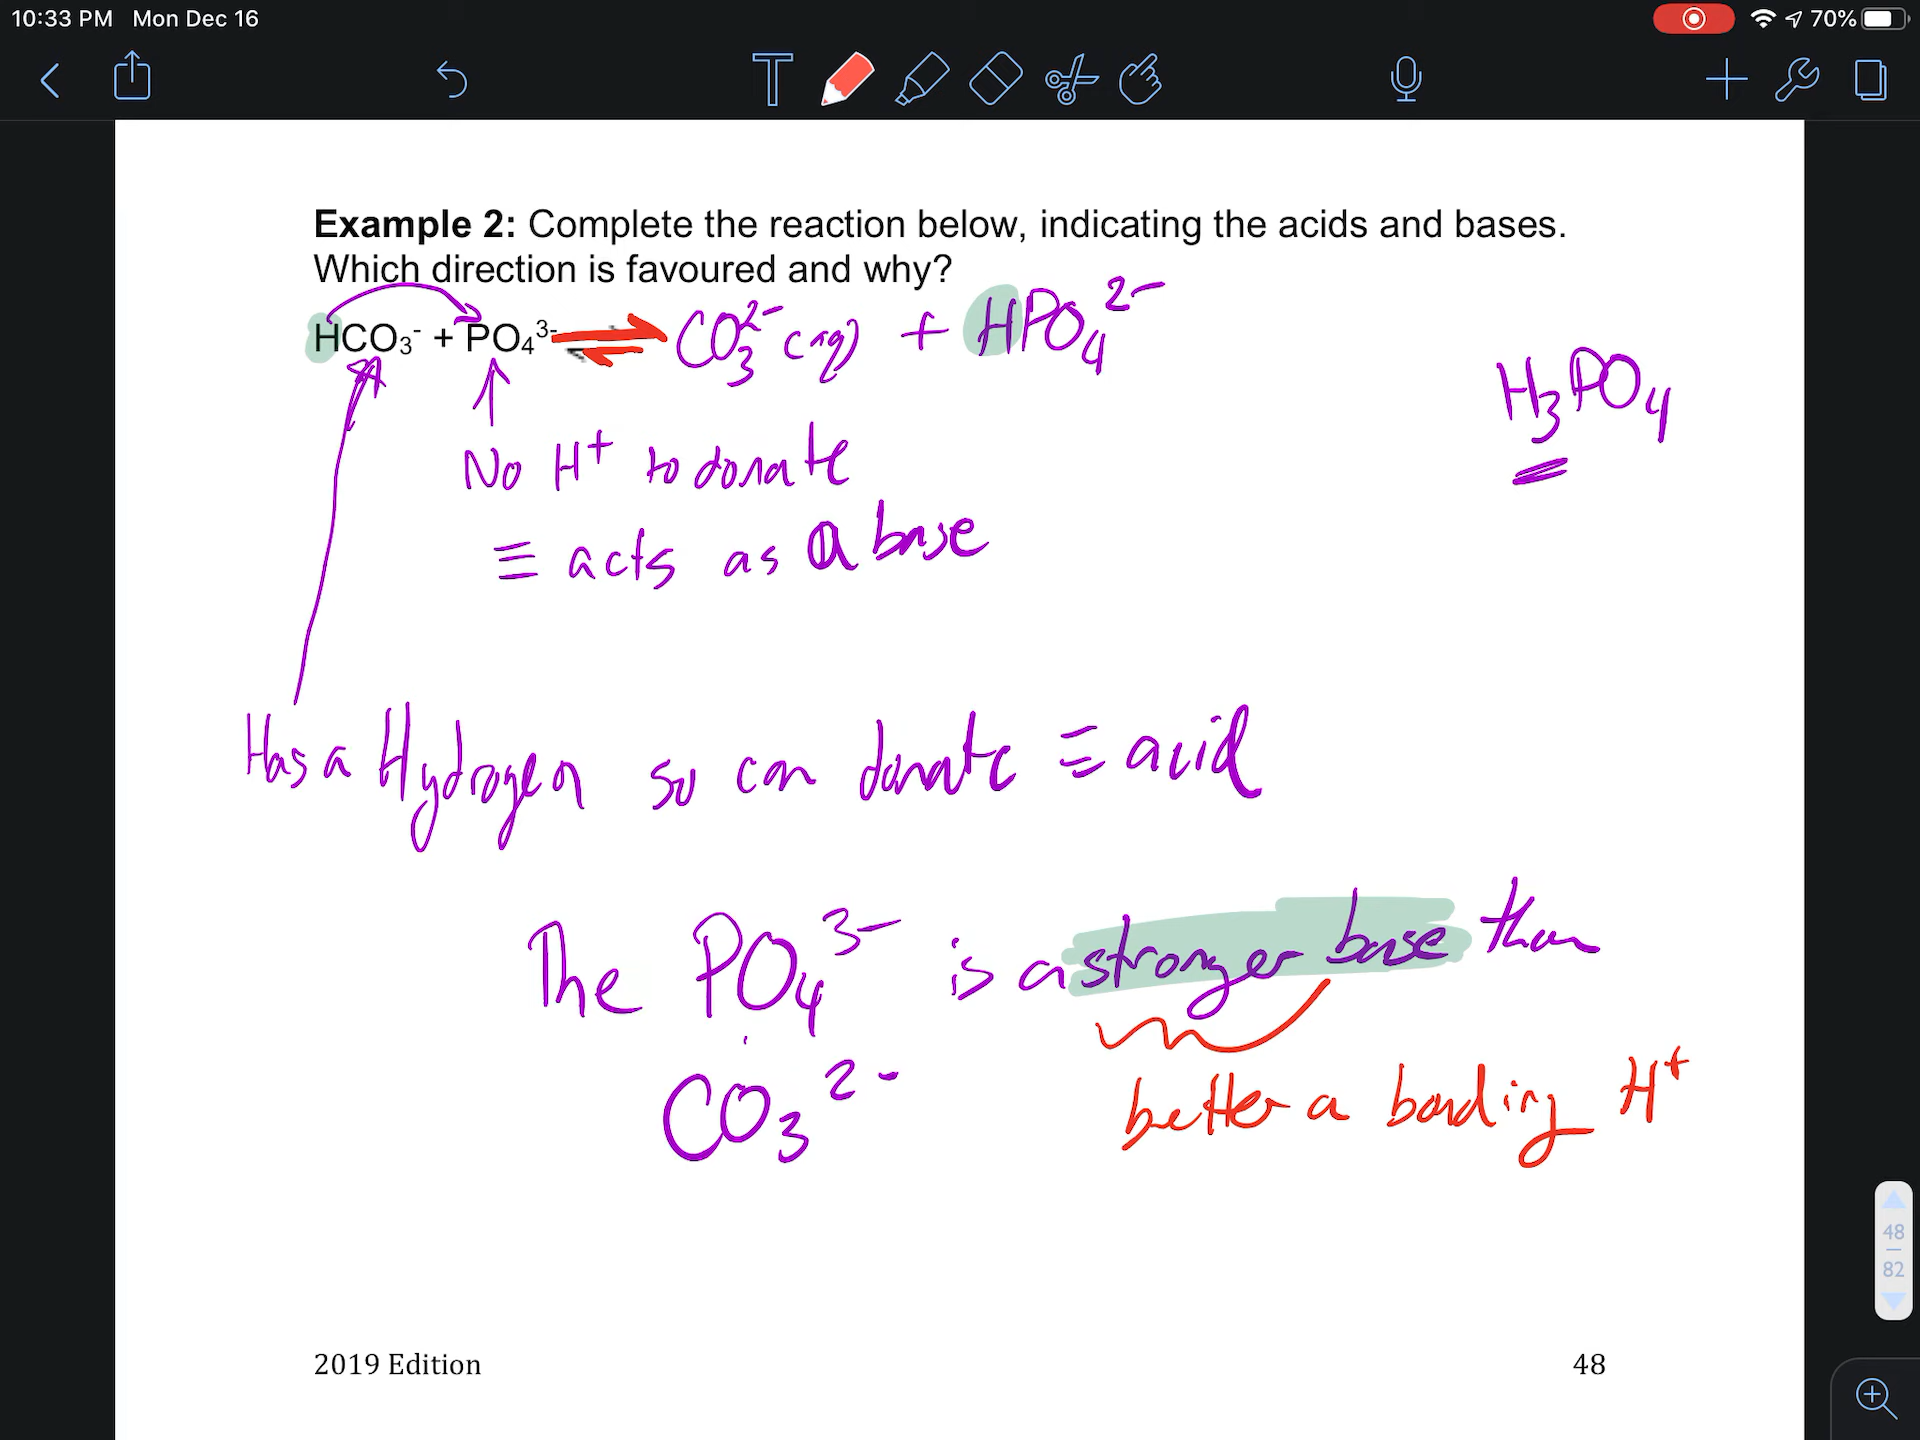 10:33 PM Mon Dec 16 70%
T
Example 2: Complete the reaction below, indicating the acids and bases.
Which direction is favoured and why?
HCO₃⁻ + PO₄³⁻ ⇌ CO₃²⁻(aq) + HPO₄²⁻
H₃PO₄
No H⁺ to donate
≡ acts as a base
Has a Hydrogen so can donate ≡ acid
The PO₄³⁻ is a stronger base than
CO₃²⁻
better a bonding H⁺
48
82
2019 Edition 48